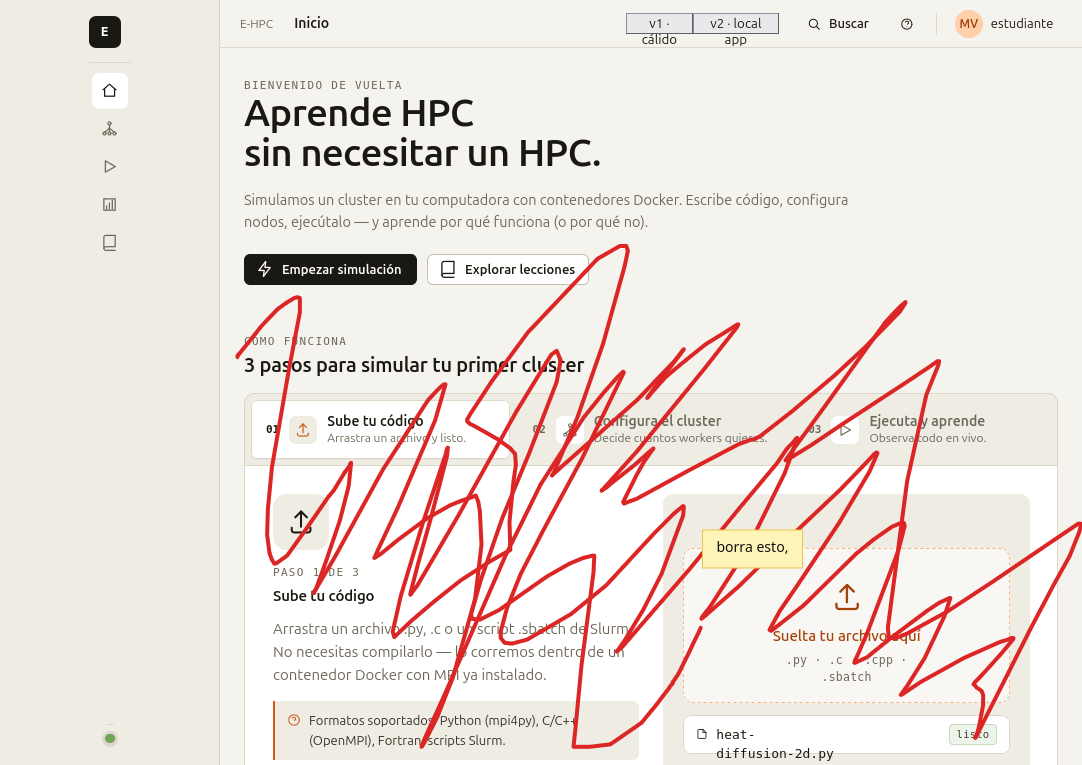 E
E-HPC Inicio
v1 · cálido
v2 · local app
Buscar
MV estudiante
BIENVENIDO DE VUELTA
Aprende HPC
sin necesitar un HPC.
Simulamos un cluster en tu computadora con contenedores Docker. Escribe código, configura
nodos, ejecútalo — y aprende por qué funciona (o por qué no).
Empezar simulación
Explorar lecciones
CÓMO FUNCIONA
3 pasos para simular tu primer cluster
01 Sube tu código
Arrastra un archivo y listo.
02 Configura el cluster
Decide cuántos workers quieres.
03 Ejecuta y aprende
Observa todo en vivo.
PASO 1 DE 3
Sube tu código
Arrastra un archivo .py, .c o un script .sbatch de Slurm.
No necesitas compilarlo — lo corremos dentro de un
contenedor Docker con MPI ya instalado.
Formatos soportados: Python (mpi4py), C/C++
(OpenMPI), Fortran, scripts Slurm.
borra esto,
Suelta tu archivo aquí
.py · .c · .cpp ·
.sbatch
heat-
diffusion-2d.py
listo